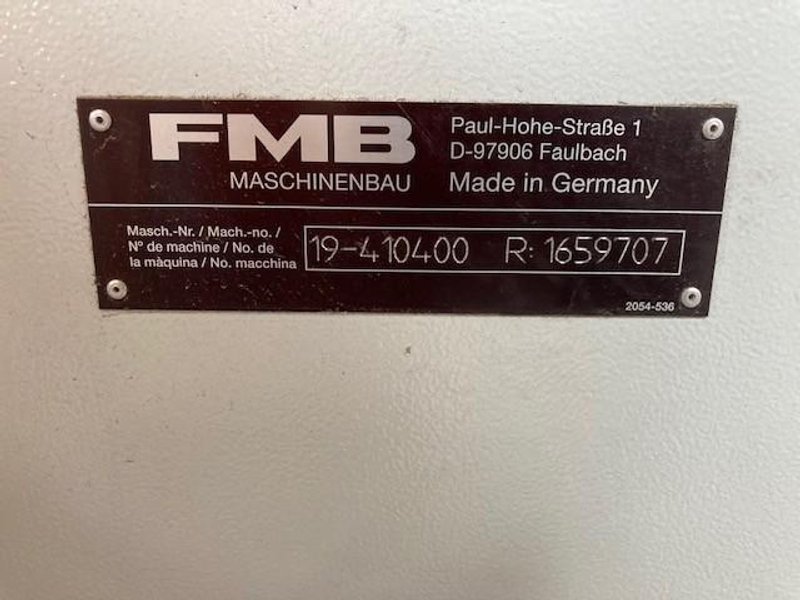 FMB
MASCHINENBAU
Paul-Hohe-Straße 1
D-97906 Faulbach
Made in Germany
Masch.-Nr. / Mach.-no. /
N° de machine / No. de
la màquina / No. macchina
19-410400 R: 1659707
2054-536